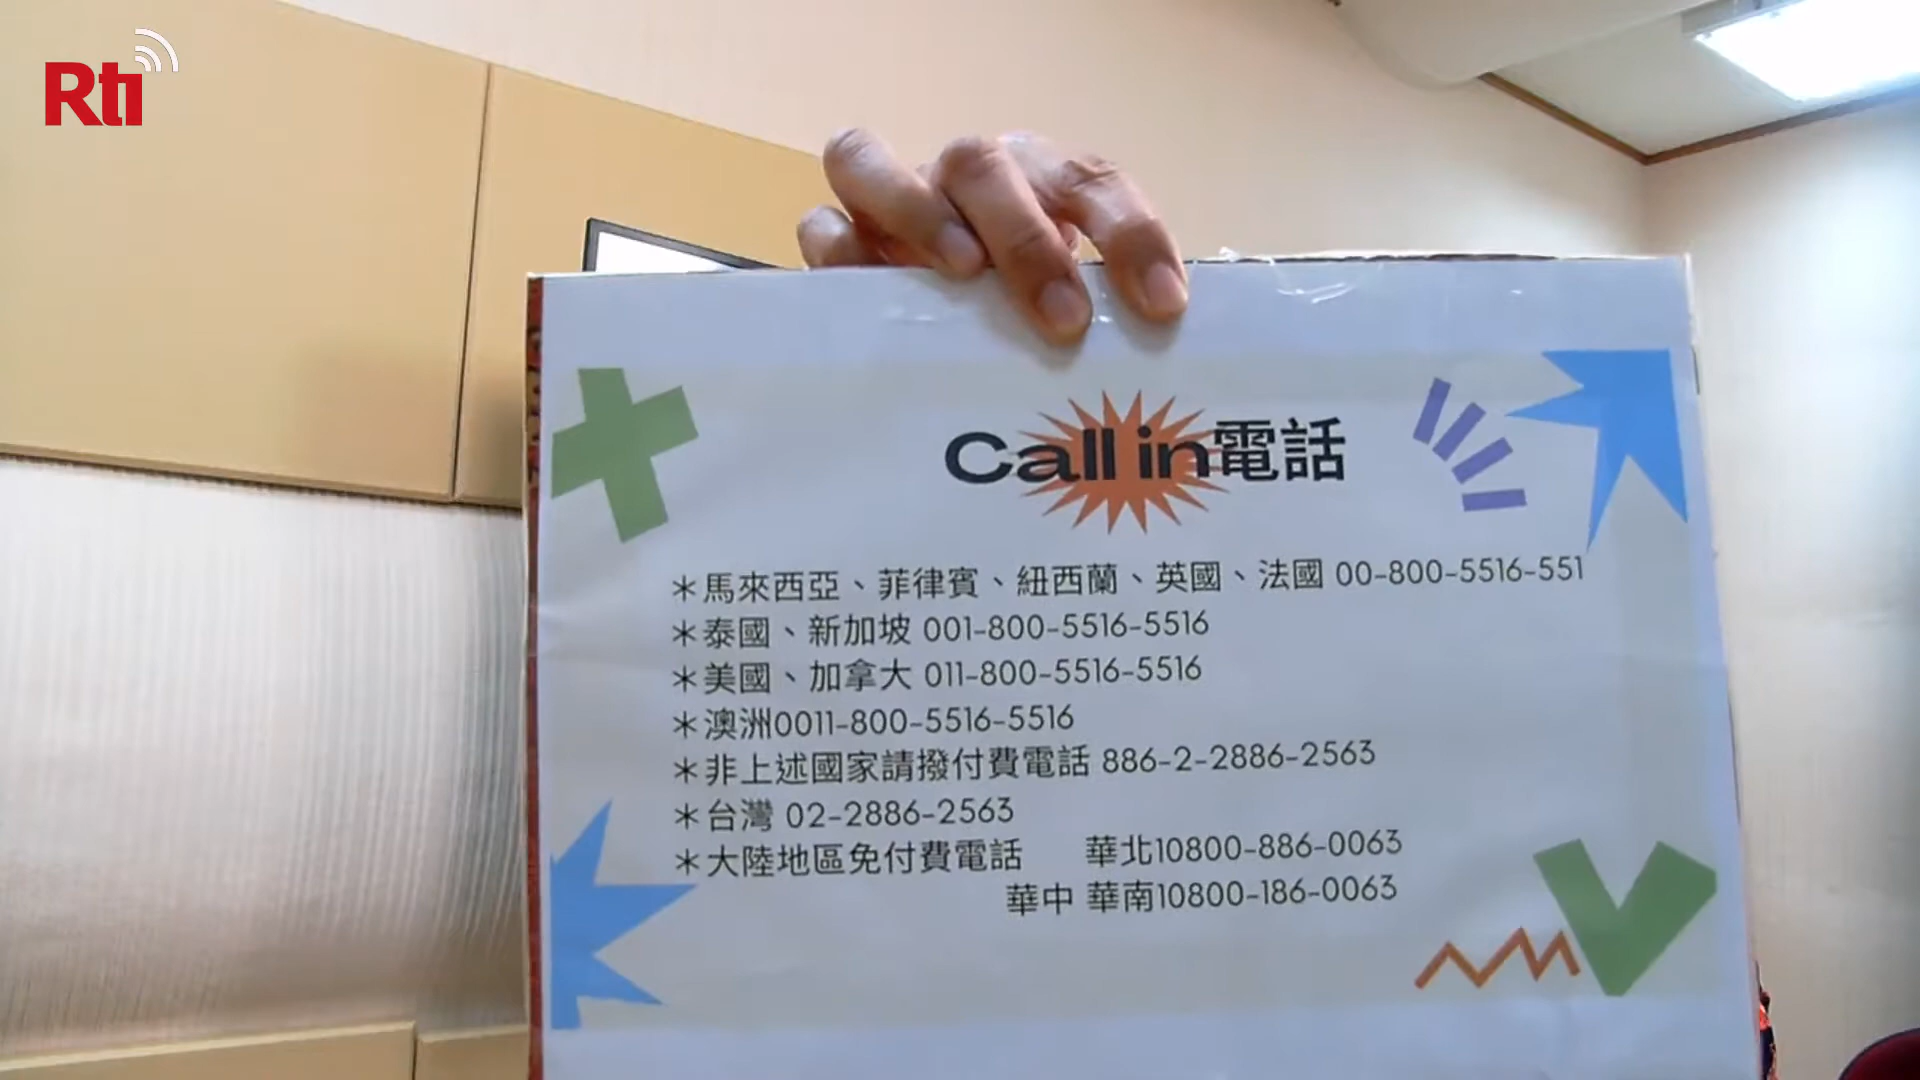 Rti
Call in電話
＊馬來西亞、菲律賓、紐西蘭、英國、法國 00-800-5516-551
＊泰國、新加坡 001-800-5516-5516
＊美國、加拿大 011-800-5516-5516
＊澳洲0011-800-5516-5516
＊非上述國家請撥付費電話 886-2-2886-2563
＊台灣 02-2886-2563
＊大陸地區免付費電話 華北10800-886-0063
華中 華南10800-186-0063